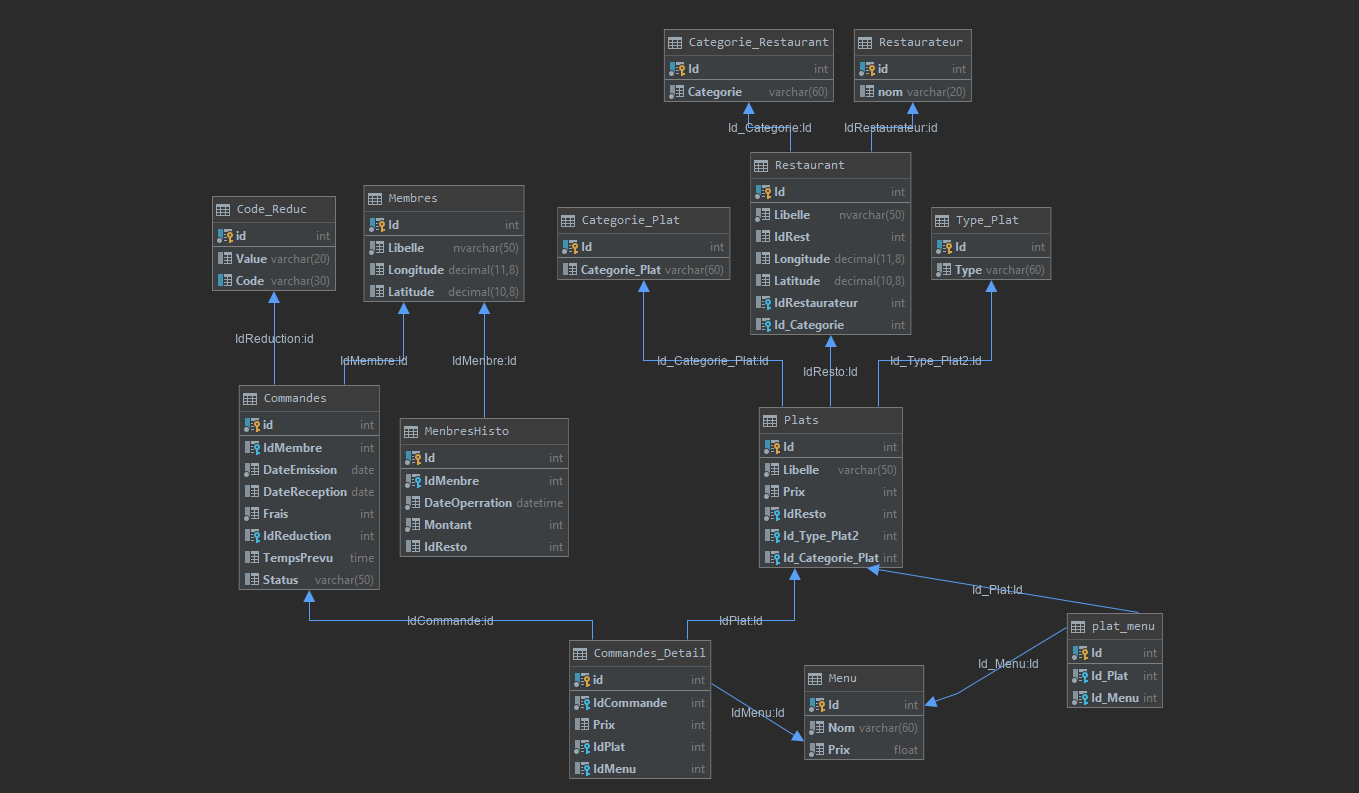 Categorie_Restaurant
Id int
Categorie varchar(60)
Restaurateur
id int
nom varchar(20)
Id_Categorie:Id
IdRestaurateur:id
Restaurant
Id int
Libelle nvarchar(50)
IdRest int
Longitude decimal(11,8)
Latitude decimal(10,8)
IdRestaurateur int
Id_Categorie int
Code_Reduc
id int
Value varchar(20)
Code varchar(30)
Membres
Id int
Libelle nvarchar(50)
Longitude decimal(11,8)
Latitude decimal(10,8)
Categorie_Plat
Id int
Categorie_Plat varchar(60)
Type_Plat
Id int
Type varchar(60)
IdReduction:id
IdMembre:Id
IdMenbre:Id
Id_Categorie_Plat:Id
IdResto:Id
Id_Type_Plat2:Id
Commandes
id int
IdMembre int
DateEmission date
DateReception date
Frais int
IdReduction int
TempsPrevu time
Status varchar(50)
MenbresHisto
Id int
IdMenbre int
DateOperration datetime
Montant int
IdResto int
Plats
Id int
Libelle varchar(50)
Prix int
IdResto int
Id_Type_Plat2 int
Id_Categorie_Plat int
IdCommande:id
IdPlat:Id
Id_Plat:Id
Commandes_Detail
id int
IdCommande int
Prix int
IdPlat int
IdMenu int
IdMenu:Id
Menu
Id int
Nom varchar(60)
Prix float
Id_Menu:Id
plat_menu
Id int
Id_Plat int
Id_Menu int